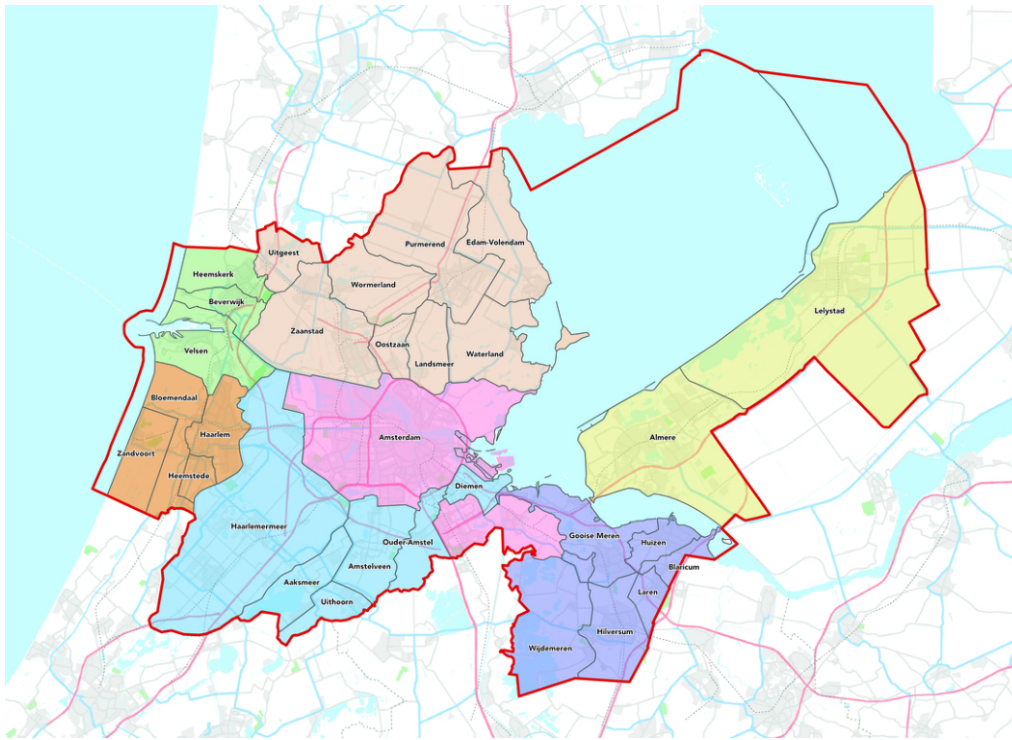 Purmerend
Edam-Volendam
Uitgeest
Heemskerk
Wormerland
Beverwijk
Lelystad
Zaanstad
Oostzaan
Velsen
Waterland
Landsmeer
Bloemendaal
Haarlem
Amsterdam
Almere
Zandvoort
Heemstede
Diemen
Haarlemermeer
Gooise Meren
Ouder-Amstel
Huizen
Amstelveen
Blaricum
Aaksmeer
Laren
Uithoorn
Hilversum
Wijdemeren